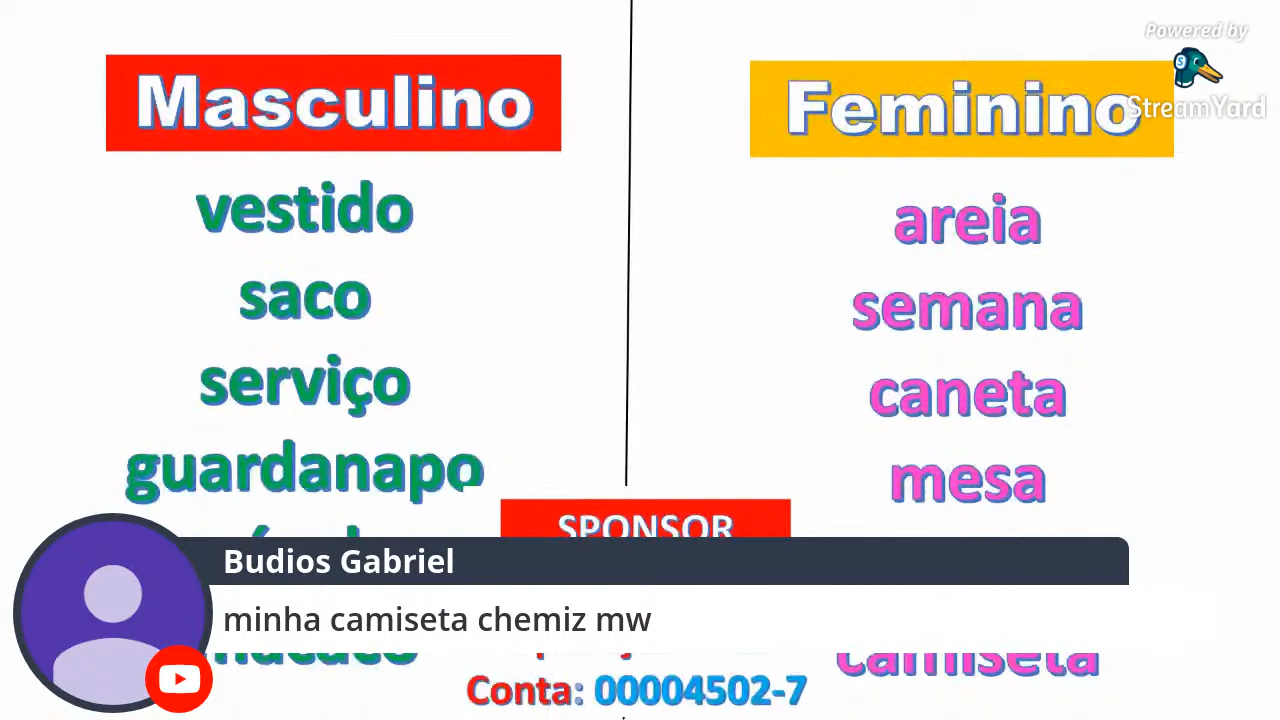 Powered by
StreamYard
Masculino
Feminino
vestido
areia
saco
semana
serviço
caneta
guardanapo
mesa
SPONSOR
Budios Gabriel
minha camiseta chemiz mw
macaco
camiseta
Conta: 00004502-7